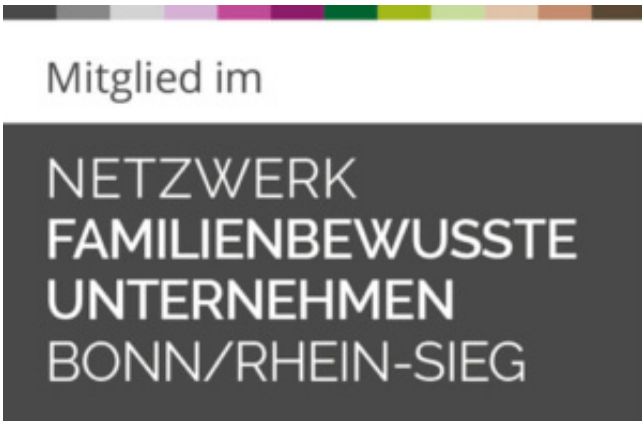 Mitglied im
NETZWERK
FAMILIENBEWUSSTE
UNTERNEHMEN
BONN/RHEIN-SIEG